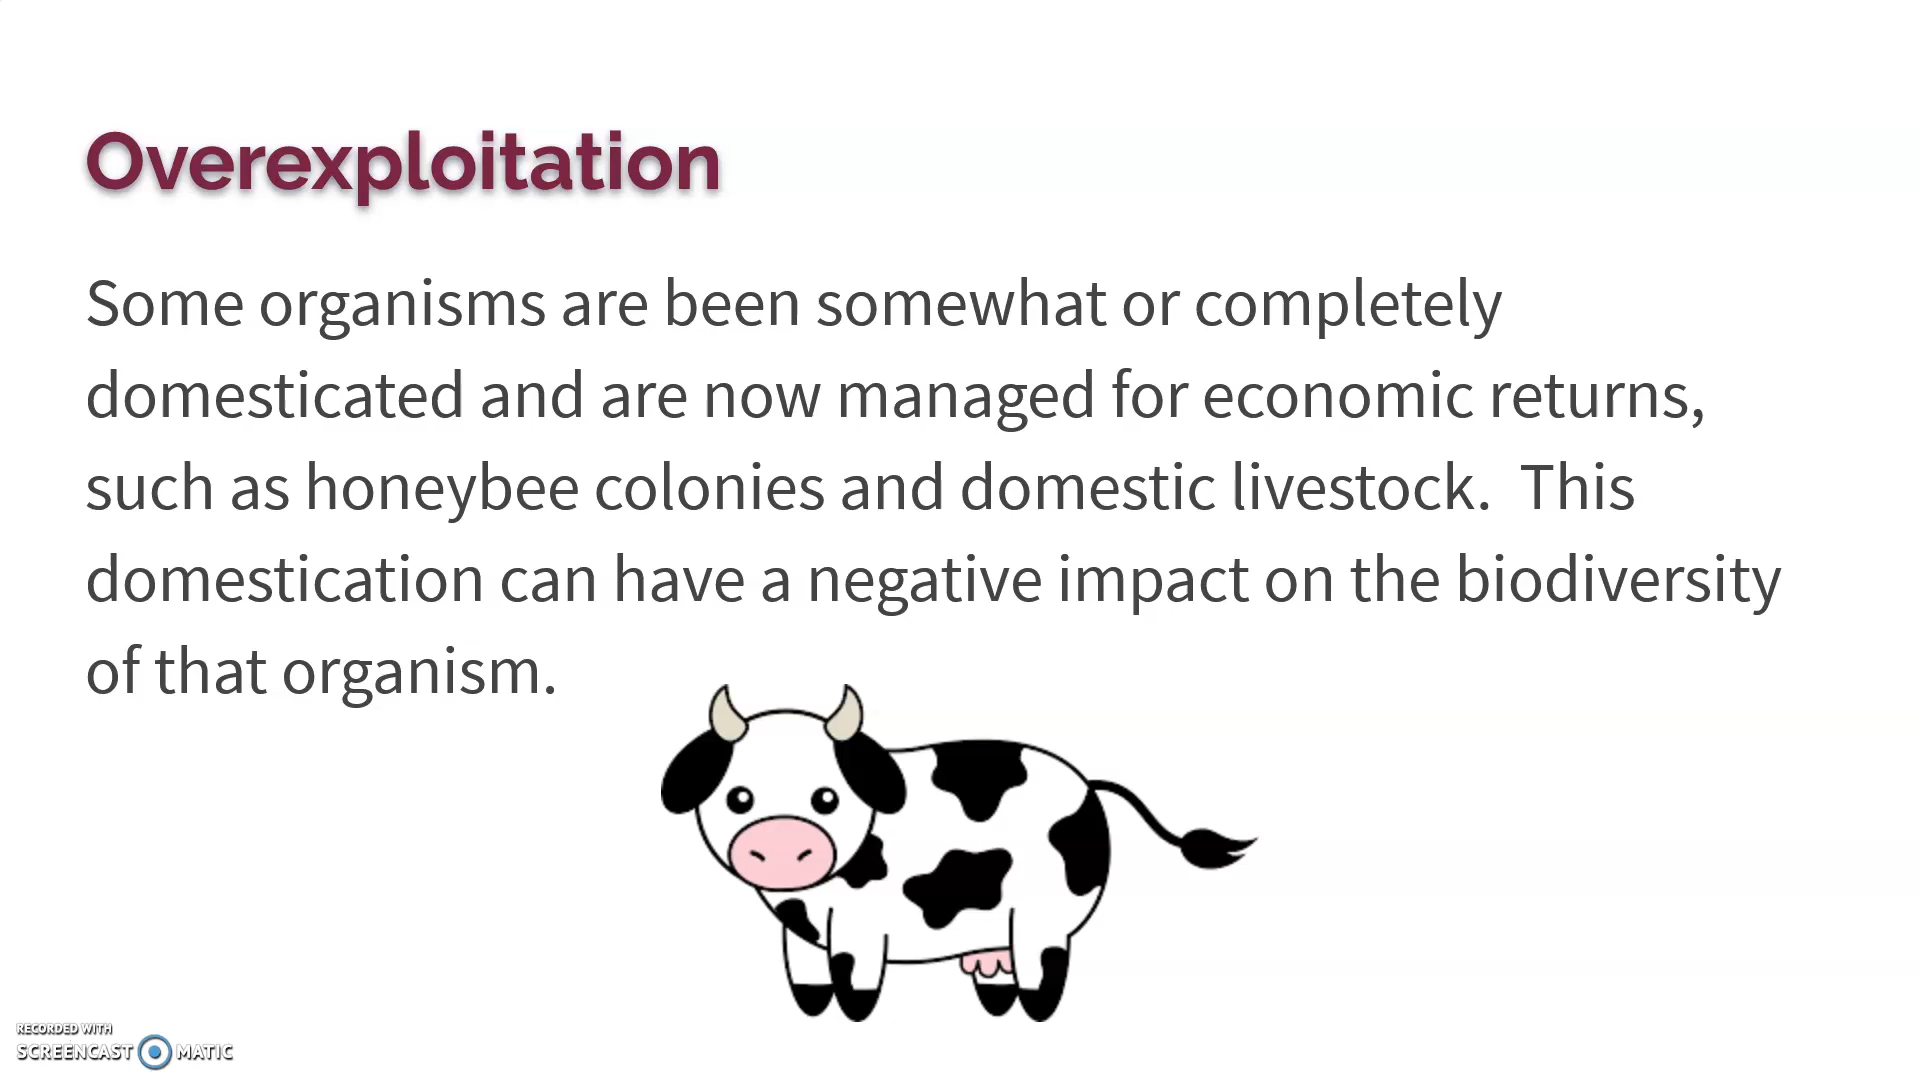 Overexploitation
Some organisms are been somewhat or completely
domesticated and are now managed for economic returns,
such as honeybee colonies and domestic livestock.  This
domestication can have a negative impact on the biodiversity
of that organism.
RECORDED WITH
SCREENCAST MATIC